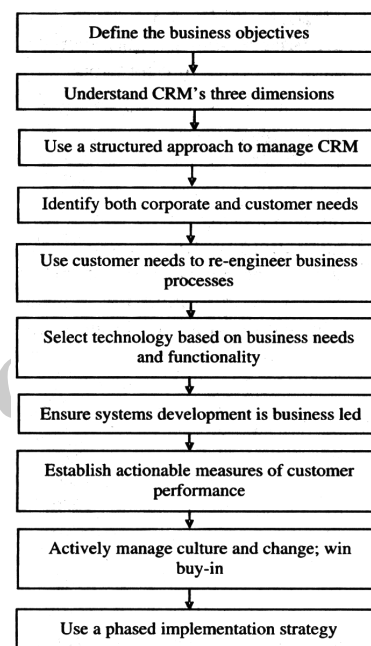 Define the business objectives
Understand CRM's three dimensions
Use a structured approach to manage CRM
Identify both corporate and customer needs
Use customer needs to re-engineer business
processes
Select technology based on business needs
and functionality
Ensure systems development is business led
Establish actionable measures of customer
performance
Actively manage culture and change; win
buy-in
Use a phased implementation strategy